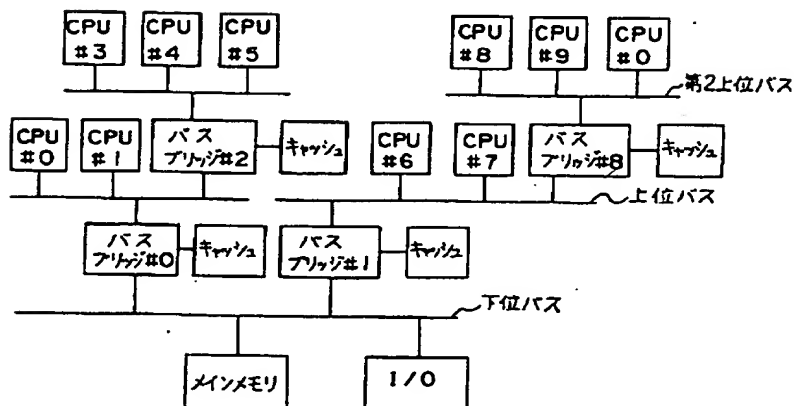 CPU #3
CPU #4
CPU #5
CPU #8
CPU #9
CPU #0
第2上位バス
CPU #0
CPU #1
バス
ブリッジ#2
キャッシュ
CPU #6
CPU #7
バス
ブリッジ#8
キャッシュ
上位バス
バス
ブリッジ#0
キャッシュ
バス
ブリッジ#1
キャッシュ
下位バス
メインメモリ
I/O